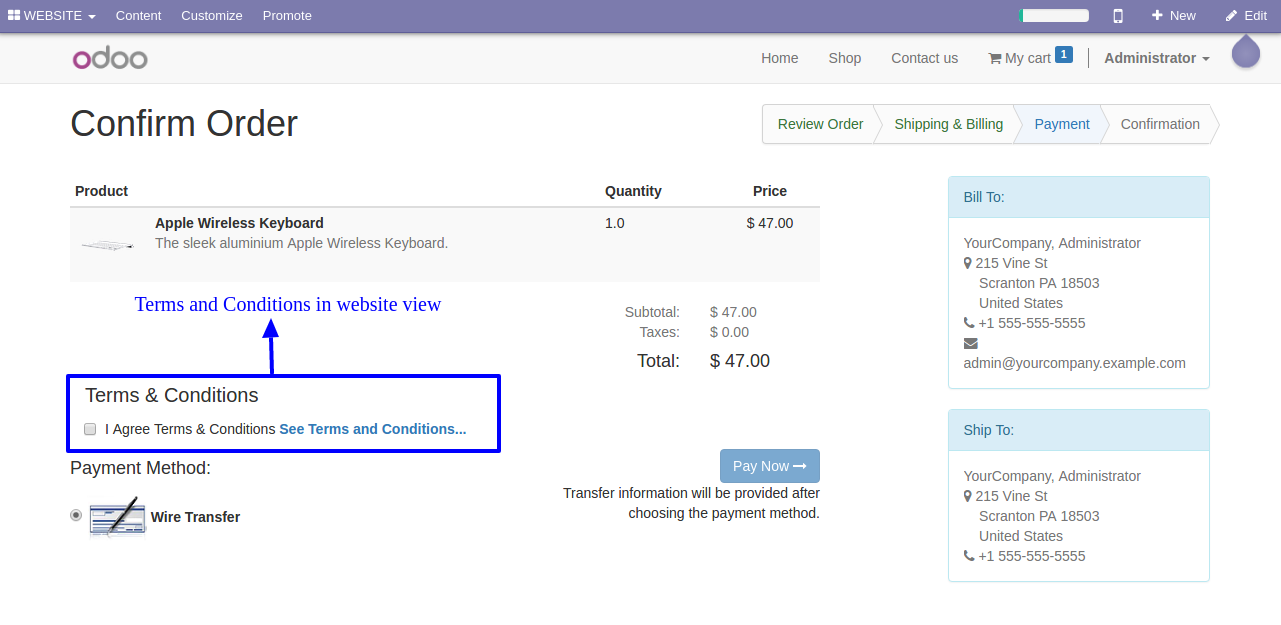 WEBSITE Content Customize Promote New Edit
odoo Home Shop Contact us My cart 1 Administrator
Confirm Order
Review Order Shipping & Billing Payment Confirmation
Product Quantity Price
Apple Wireless Keyboard 1.0 $ 47.00
The sleek aluminium Apple Wireless Keyboard.
Terms and Conditions in website view
Subtotal: $ 47.00
Taxes: $ 0.00
Total: $ 47.00
Terms & Conditions
I Agree Terms & Conditions See Terms and Conditions...
Payment Method:
Wire Transfer
Pay Now
Transfer information will be provided after
choosing the payment method.
Bill To:
YourCompany, Administrator
215 Vine St
Scranton PA 18503
United States
+1 555-555-5555
admin@yourcompany.example.com
Ship To:
YourCompany, Administrator
215 Vine St
Scranton PA 18503
United States
+1 555-555-5555